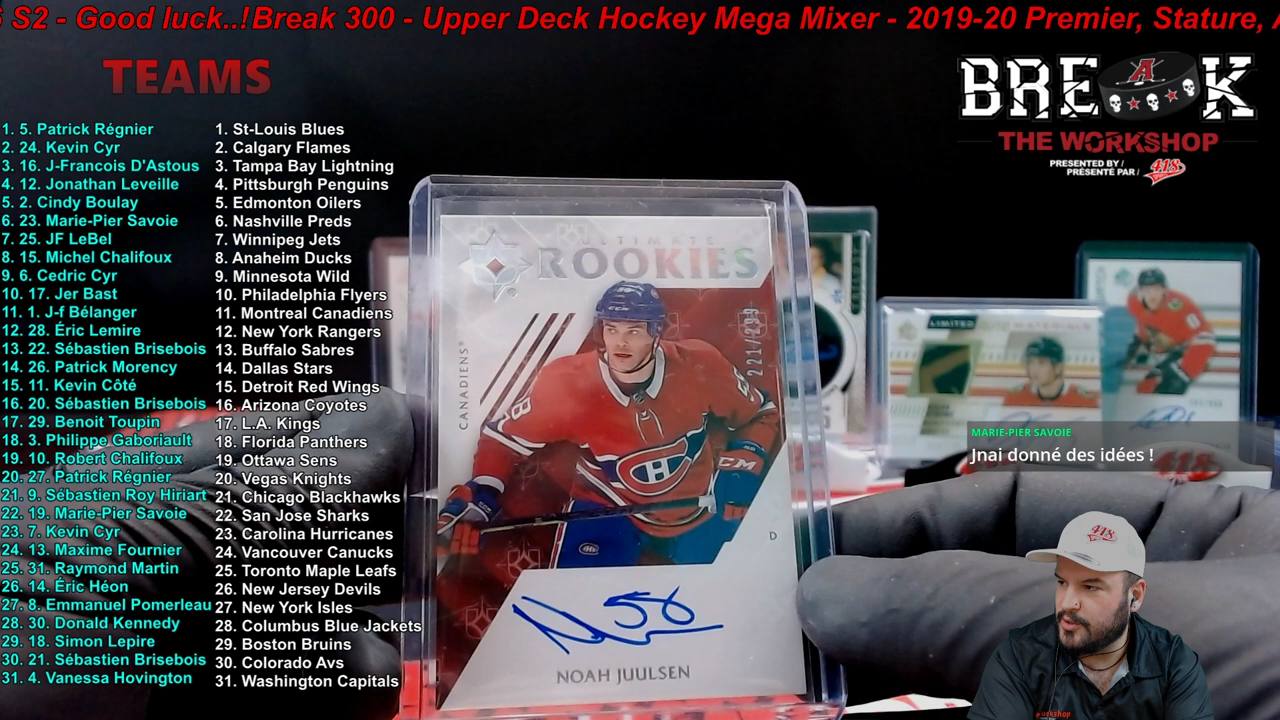 6 S2 - Good luck..!Break 300 - Upper Deck Hockey Mega Mixer - 2019-20 Premier, Stature, A
TEAMS
BREAK
THE WORKSHOP
PRESENTED BY /
PRÉSENTÉ PAR /
418
1. 5. Patrick Régnier
2. 24. Kevin Cyr
3. 16. J-Francois D'Astous
4. 12. Jonathan Leveille
5. 2. Cindy Boulay
6. 23. Marie-Pier Savoie
7. 25. JF LeBel
8. 15. Michel Chalifoux
9. 6. Cedric Cyr
10. 17. Jer Bast
11. 1. J-f Bélanger
12. 28. Éric Lemire
13. 22. Sébastien Brisebois
14. 26. Patrick Morency
15. 11. Kevin Côté
16. 20. Sébastien Brisebois
17. 29. Benoit Toupin
18. 3. Philippe Gaboriault
19. 10. Robert Chalifoux
20. 27. Patrick Régnier
21. 9. Sébastien Roy Hiriart
22. 19. Marie-Pier Savoie
23. 7. Kevin Cyr
24. 13. Maxime Fournier
25. 31. Raymond Martin
26. 14. Éric Héon
27. 8. Emmanuel Pomerleau
28. 30. Donald Kennedy
29. 18. Simon Lepire
30. 21. Sébastien Brisebois
31. 4. Vanessa Hovington
1. St-Louis Blues
2. Calgary Flames
3. Tampa Bay Lightning
4. Pittsburgh Penguins
5. Edmonton Oilers
6. Nashville Preds
7. Winnipeg Jets
8. Anaheim Ducks
9. Minnesota Wild
10. Philadelphia Flyers
11. Montreal Canadiens
12. New York Rangers
13. Buffalo Sabres
14. Dallas Stars
15. Detroit Red Wings
16. Arizona Coyotes
17. L.A. Kings
18. Florida Panthers
19. Ottawa Sens
20. Vegas Knights
21. Chicago Blackhawks
22. San Jose Sharks
23. Carolina Hurricanes
24. Vancouver Canucks
25. Toronto Maple Leafs
26. New Jersey Devils
27. New York Isles
28. Columbus Blue Jackets
29. Boston Bruins
30. Colorado Avs
31. Washington Capitals
ULTIMATE
ROOKIES
CANADIENS
221/299
CCM
D
58
NOAH JUULSEN
LIMITED
MARIE-PIER SAVOIE
Jnai donné des idées !
418